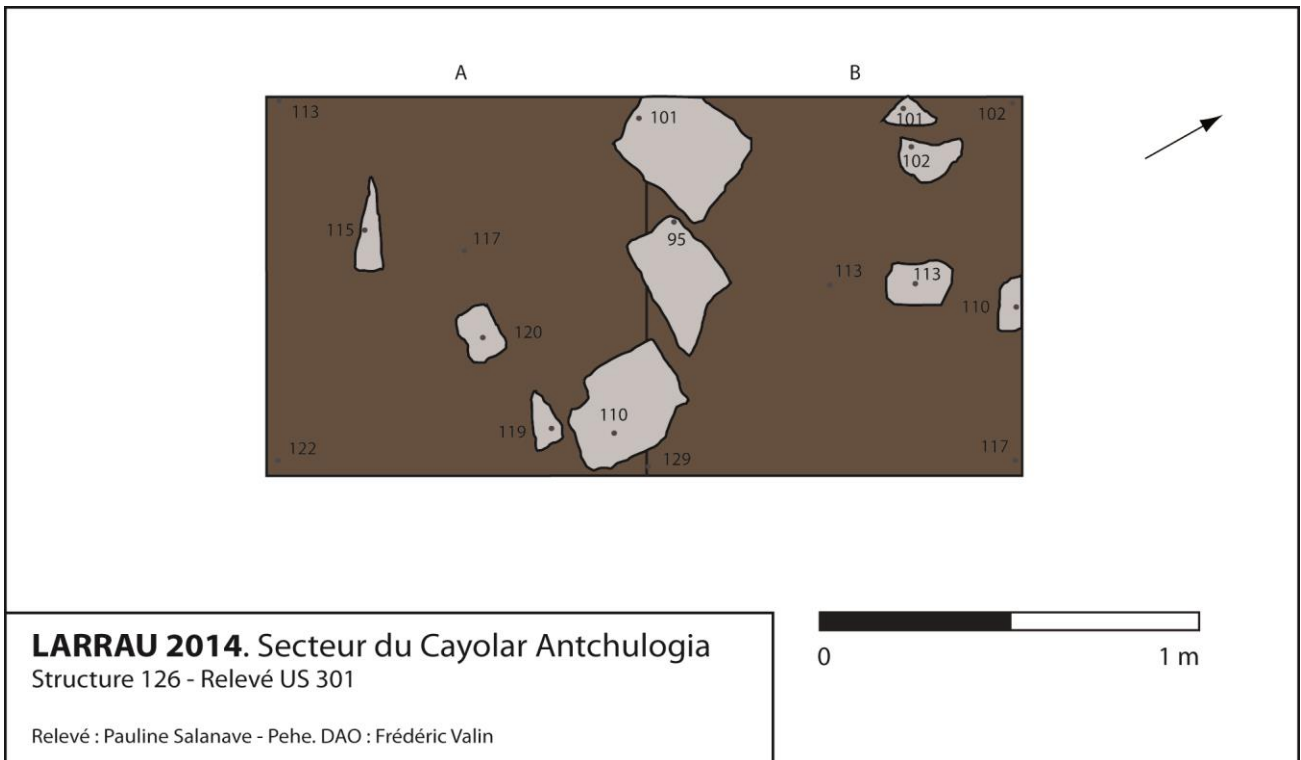 A B
113 101 101 102
102
115 117 95
113 113
110
120
119 110
122 129 117
LARRAU 2014. Secteur du Cayolar Antchulogia
Structure 126 - Relevé US 301
Relevé : Pauline Salanave - Pehe. DAO : Frédéric Valin
0 1 m